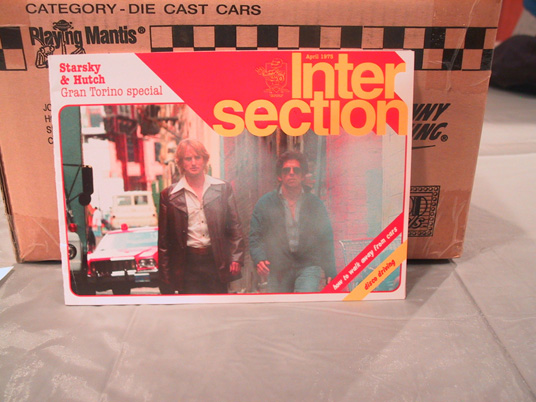 CATEGORY - DIE CAST CARS
Playing Mantis®
Starsky
& Hutch
Gran Torino special
April 1975
Inter
section
how to walk away from cars
disco driving